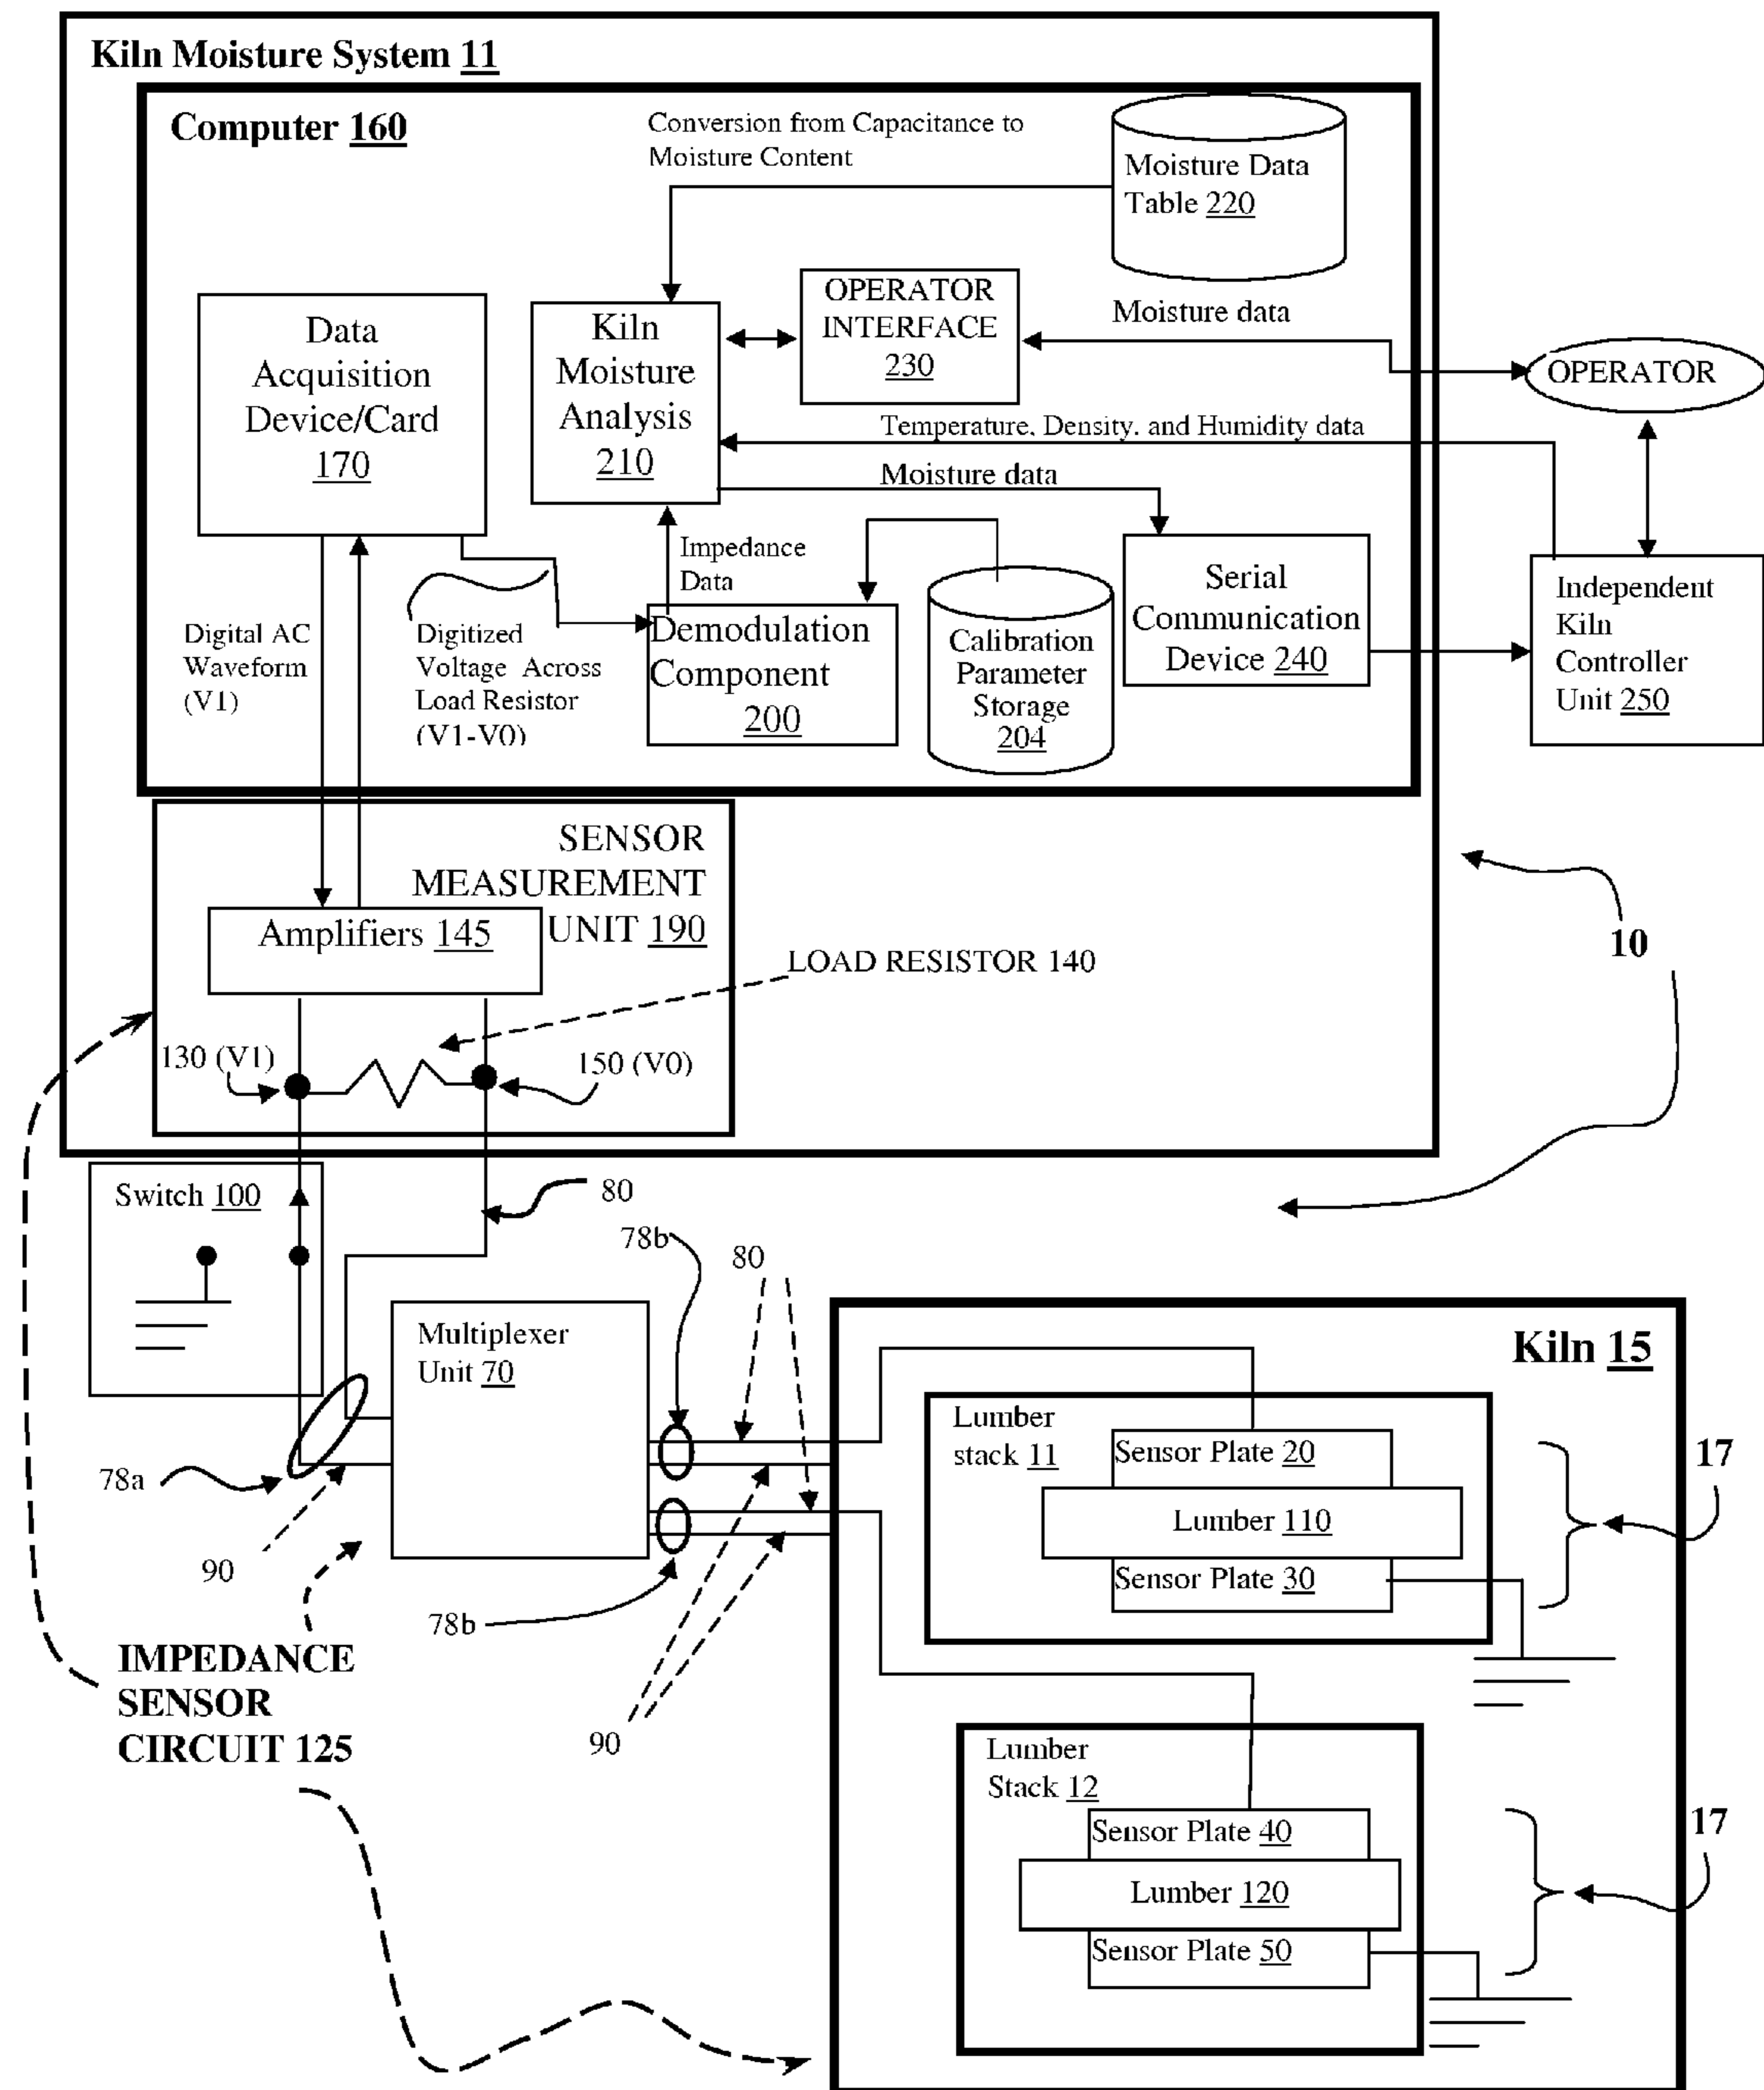 Kiln Moisture System 11
Computer 160
Conversion from Capacitance to
Moisture Content
Moisture Data
Table 220
Data
Acquisition
Device/Card
170
Kiln
Moisture
Analysis
210
OPERATOR
INTERFACE
230
Moisture data
OPERATOR
Temperature, Density, and Humidity data
Moisture data
Impedance
Data
Digital AC
Waveform
(V1)
Digitized
Voltage Across
Load Resistor
(V1-V0)
Demodulation
Component
200
Calibration
Parameter
Storage
204
Serial
Communication
Device 240
Independent
Kiln
Controller
Unit 250
SENSOR
MEASUREMENT
UNIT 190
Amplifiers 145
LOAD RESISTOR 140
10
130 (V1)
150 (V0)
Switch 100
80
78b
80
Multiplexer
Unit 70
Kiln 15
Lumber
stack 11
Sensor Plate 20
17
78a
Lumber 110
90
Sensor Plate 30
78b
IMPEDANCE
SENSOR
CIRCUIT 125
90
Lumber
Stack 12
Sensor Plate 40
17
Lumber 120
Sensor Plate 50